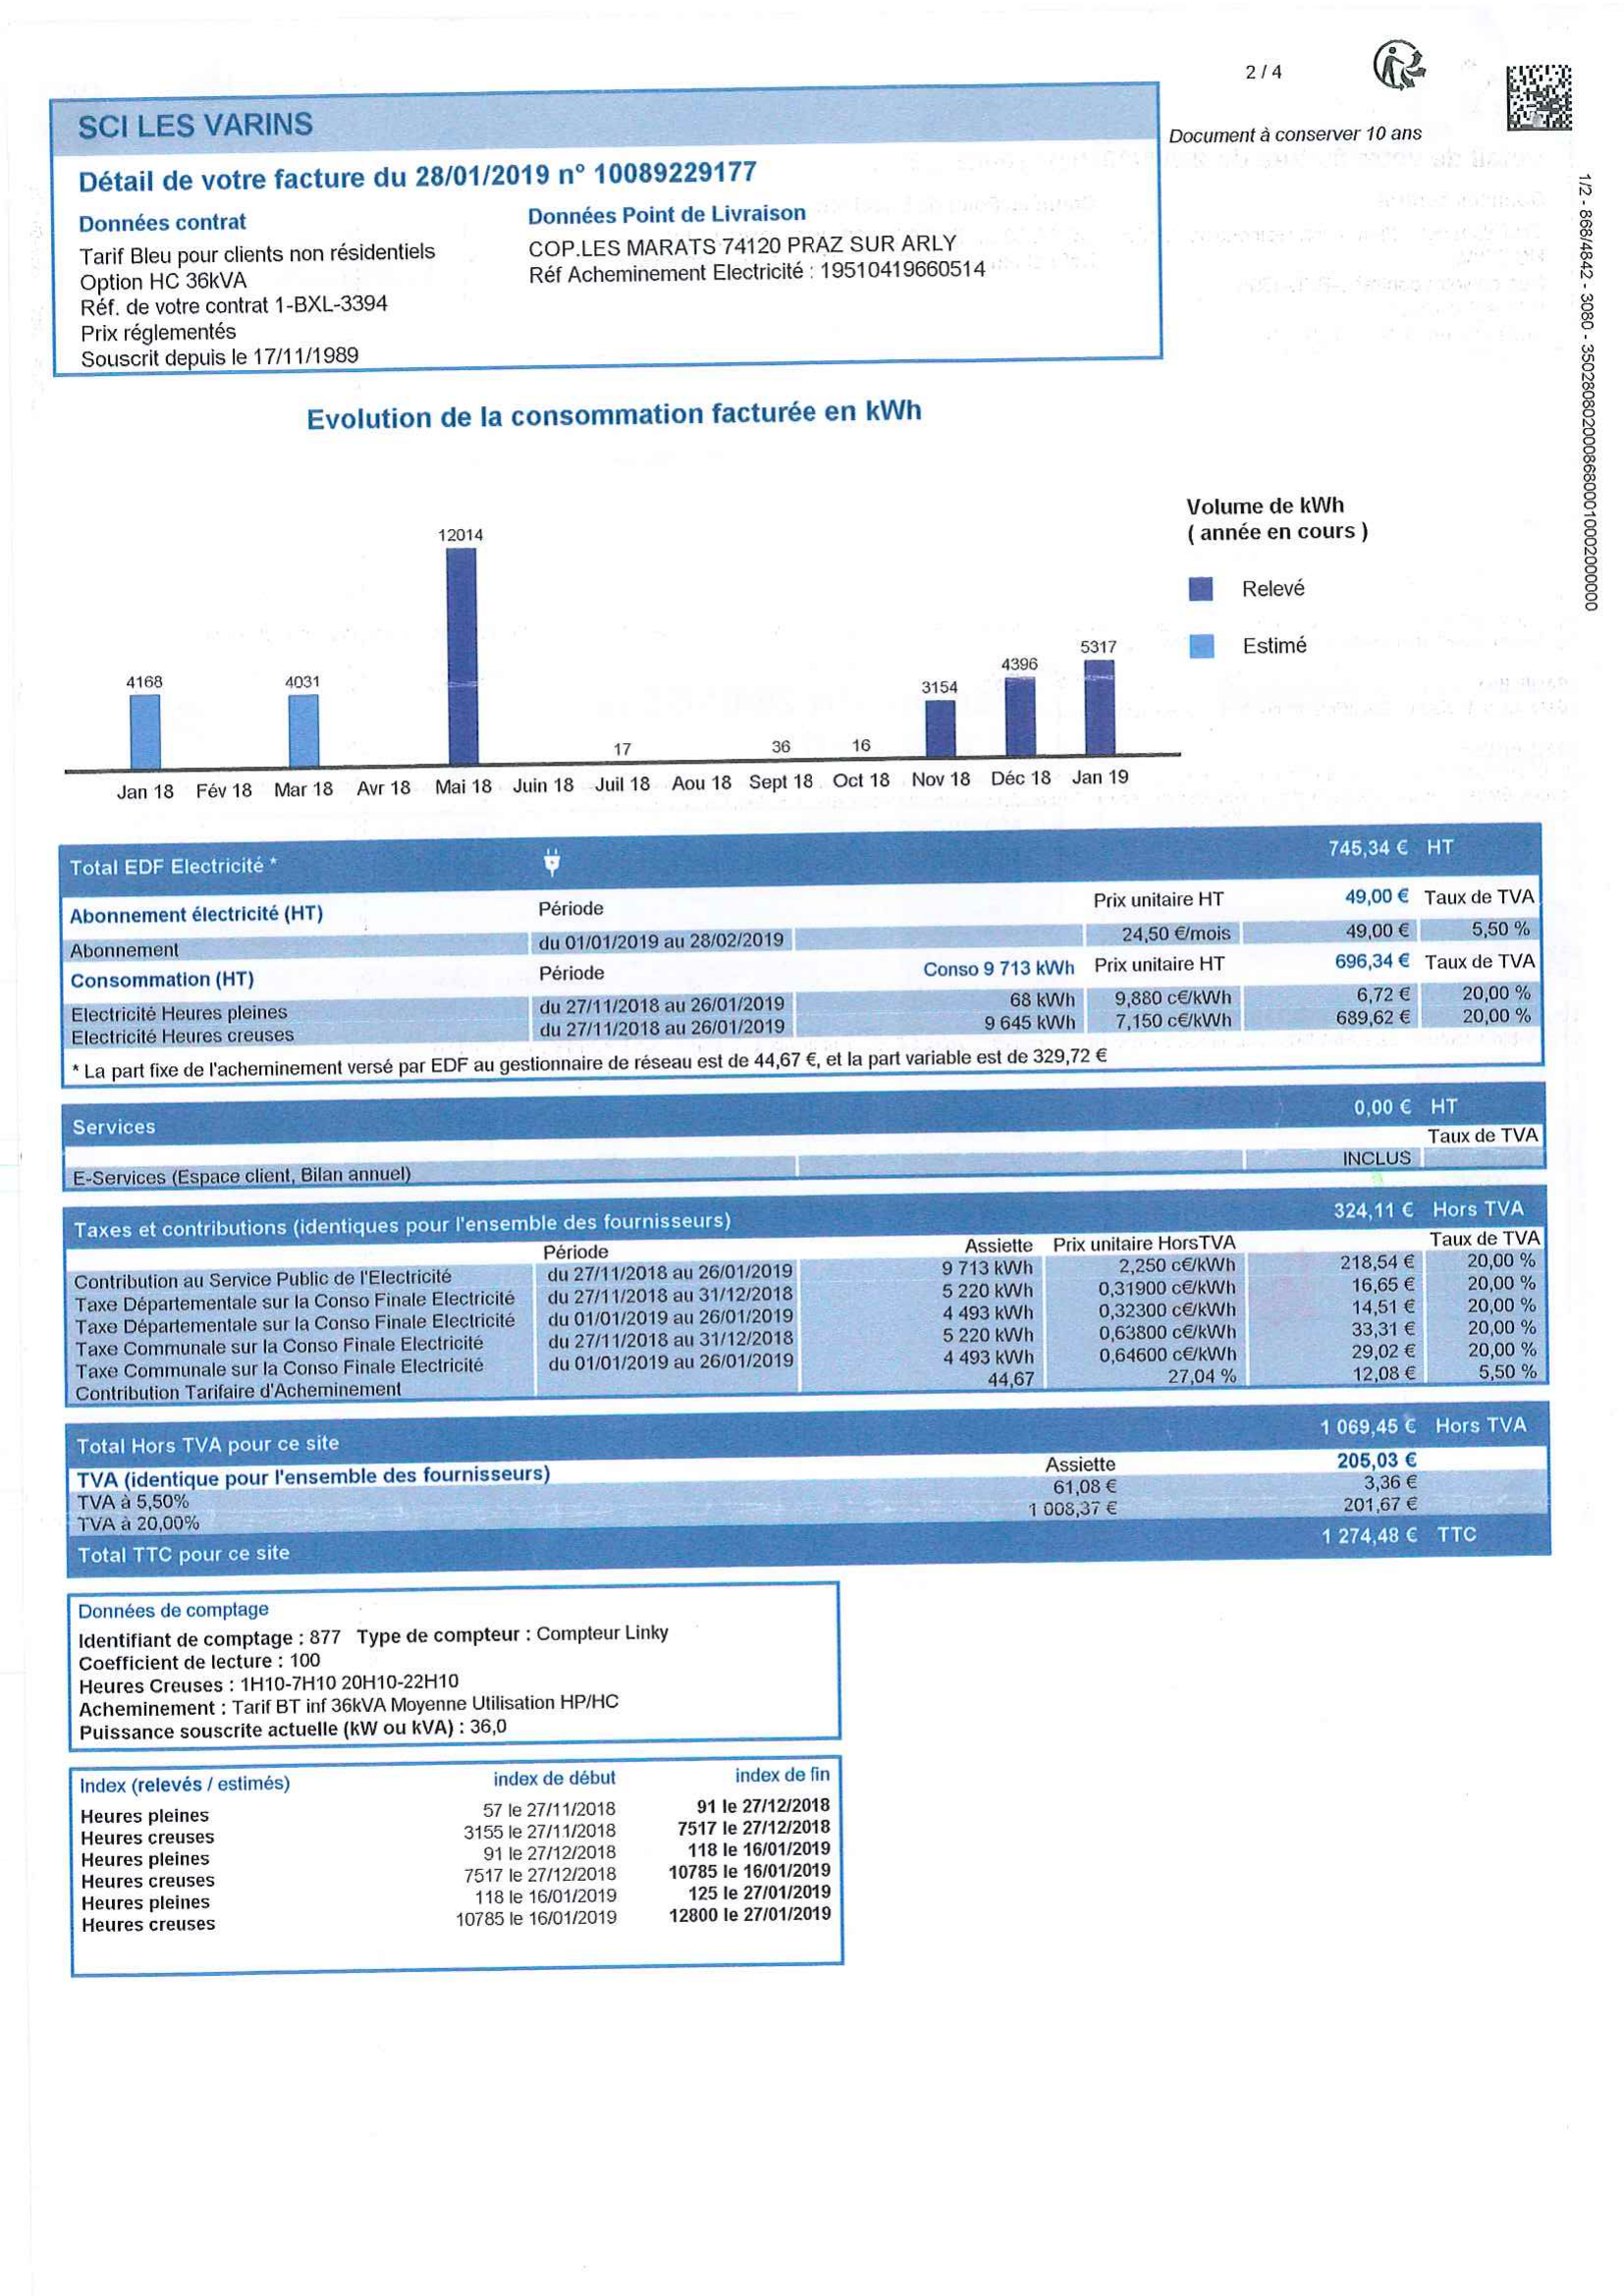 2 / 4
Document à conserver 10 ans
1/2 - 868/4842 - 3080 - 3502808020086800010002000000
SCI LES VARINS
Détail de votre facture du 28/01/2019 n° 10089229177
Données contrat
Tarif Bleu pour clients non résidentiels
Option HC 36kVA
Réf. de votre contrat 1-BXL-3394
Prix réglementés
Souscrit depuis le 17/11/1989
Données Point de Livraison
COP.LES MARATS 74120 PRAZ SUR ARLY
Réf Acheminement Electricité : 19510419660514
Evolution de la consommation facturée en kWh
Volume de kWh
( année en cours )
Relevé
Estimé
4168 4031 12014 17 36 16 3154 4396 5317
Jan 18 Fév 18 Mar 18 Avr 18 Mai 18 Juin 18 Juil 18 Aou 18 Sept 18 Oct 18 Nov 18 Déc 18 Jan 19
Total EDF Electricité * 745,34 € HT
Abonnement électricité (HT) Période Prix unitaire HT 49,00 € Taux de TVA
Abonnement du 01/01/2019 au 28/02/2019 24,50 €/mois 49,00 € 5,50 %
Consommation (HT) Période Conso 9 713 kWh Prix unitaire HT 696,34 € Taux de TVA
Electricité Heures pleines du 27/11/2018 au 26/01/2019 68 kWh 9,880 c€/kWh 6,72 € 20,00 %
Electricité Heures creuses du 27/11/2018 au 26/01/2019 9 645 kWh 7,150 c€/kWh 689,62 € 20,00 %
* La part fixe de l'acheminement versé par EDF au gestionnaire de réseau est de 44,67 €, et la part variable est de 329,72 €
Services 0,00 € HT
Taux de TVA
E-Services (Espace client, Bilan annuel) INCLUS
Taxes et contributions (identiques pour l'ensemble des fournisseurs) 324,11 € Hors TVA
Période Assiette Prix unitaire HorsTVA Taux de TVA
Contribution au Service Public de l'Electricité du 27/11/2018 au 26/01/2019 9 713 kWh 2,250 c€/kWh 218,54 € 20,00 %
Taxe Départementale sur la Conso Finale Electricité du 27/11/2018 au 31/12/2018 5 220 kWh 0,31900 c€/kWh 16,65 € 20,00 %
Taxe Départementale sur la Conso Finale Electricité du 01/01/2019 au 26/01/2019 4 493 kWh 0,32300 c€/kWh 14,51 € 20,00 %
Taxe Communale sur la Conso Finale Electricité du 27/11/2018 au 31/12/2018 5 220 kWh 0,63800 c€/kWh 33,31 € 20,00 %
Taxe Communale sur la Conso Finale Electricité du 01/01/2019 au 26/01/2019 4 493 kWh 0,64600 c€/kWh 29,02 € 20,00 %
Contribution Tarifaire d'Acheminement 44,67 27,04 % 12,08 € 5,50 %
Total Hors TVA pour ce site 1 069,45 € Hors TVA
TVA (identique pour l'ensemble des fournisseurs) Assiette 205,03 €
TVA à 5,50% 61,08 € 3,36 €
TVA à 20,00% 1 008,37 € 201,67 €
Total TTC pour ce site 1 274,48 € TTC
Données de comptage
Identifiant de comptage : 877 Type de compteur : Compteur Linky
Coefficient de lecture : 100
Heures Creuses : 1H10-7H10 20H10-22H10
Acheminement : Tarif BT inf 36kVA Moyenne Utilisation HP/HC
Puissance souscrite actuelle (kW ou kVA) : 36,0
Index (relevés / estimés) index de début index de fin
Heures pleines 57 le 27/11/2018 91 le 27/12/2018
Heures creuses 3155 le 27/11/2018 7517 le 27/12/2018
Heures pleines 91 le 27/12/2018 118 le 16/01/2019
Heures creuses 7517 le 27/12/2018 10785 le 16/01/2019
Heures pleines 118 le 16/01/2019 125 le 27/01/2019
Heures creuses 10785 le 16/01/2019 12800 le 27/01/2019